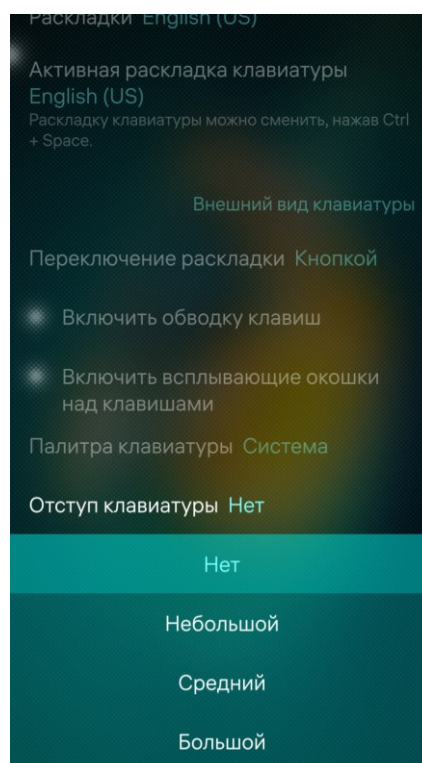 Раскладки English (US)
Активная раскладка клавиатуры
English (US)
Раскладку клавиатуры можно сменить, нажав Ctrl
+ Space.
Внешний вид клавиатуры
Переключение раскладки Кнопкой
Включить обводку клавиш
Включить всплывающие окошки
над клавишами
Палитра клавиатуры Система
Отступ клавиатуры Нет
Нет
Небольшой
Средний
Большой